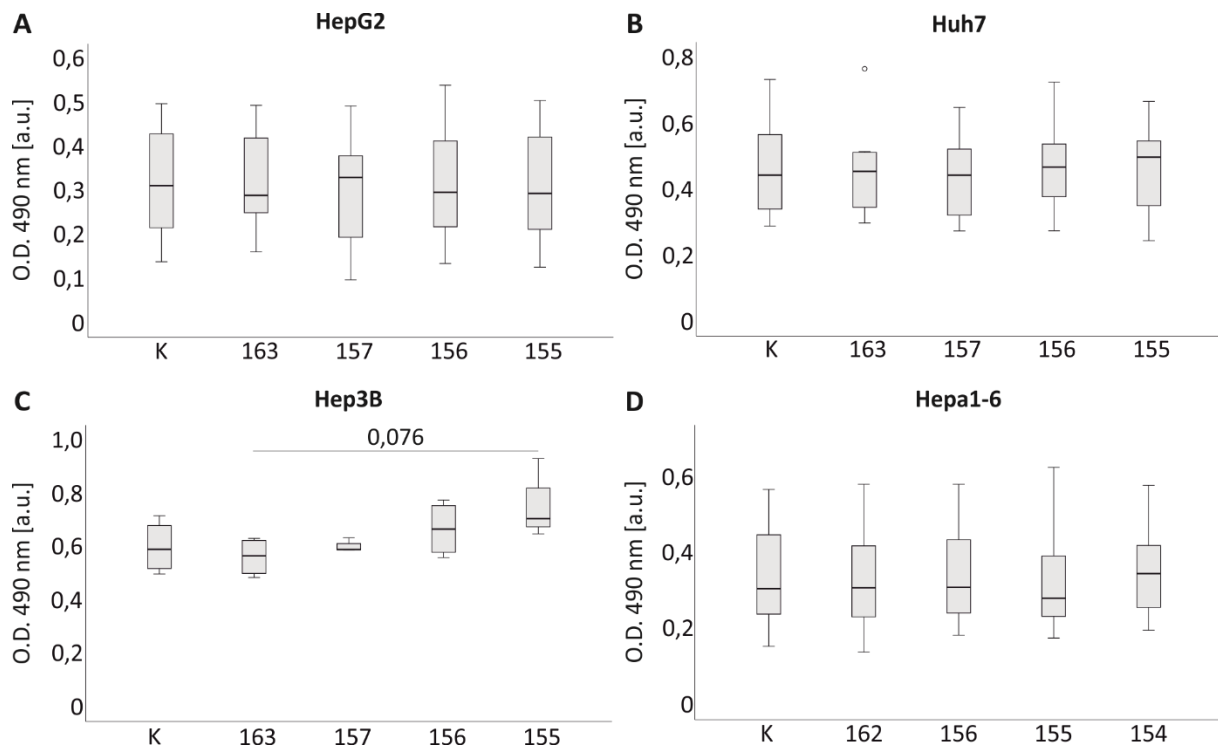 A
HepG2
O.D. 490 nm [a.u.]
0,6
0,5
0,4
0,3
0,2
0,1
0
K 163 157 156 155
B
Huh7
O.D. 490 nm [a.u.]
0,8
0,6
0,4
0,2
0
K 163 157 156 155
C
Hep3B
O.D. 490 nm [a.u.]
1,0
0,8
0,6
0,4
0,2
0
0,076
K 163 157 156 155
D
Hepa1-6
O.D. 490 nm [a.u.]
0,6
0,4
0,2
0
K 162 156 155 154